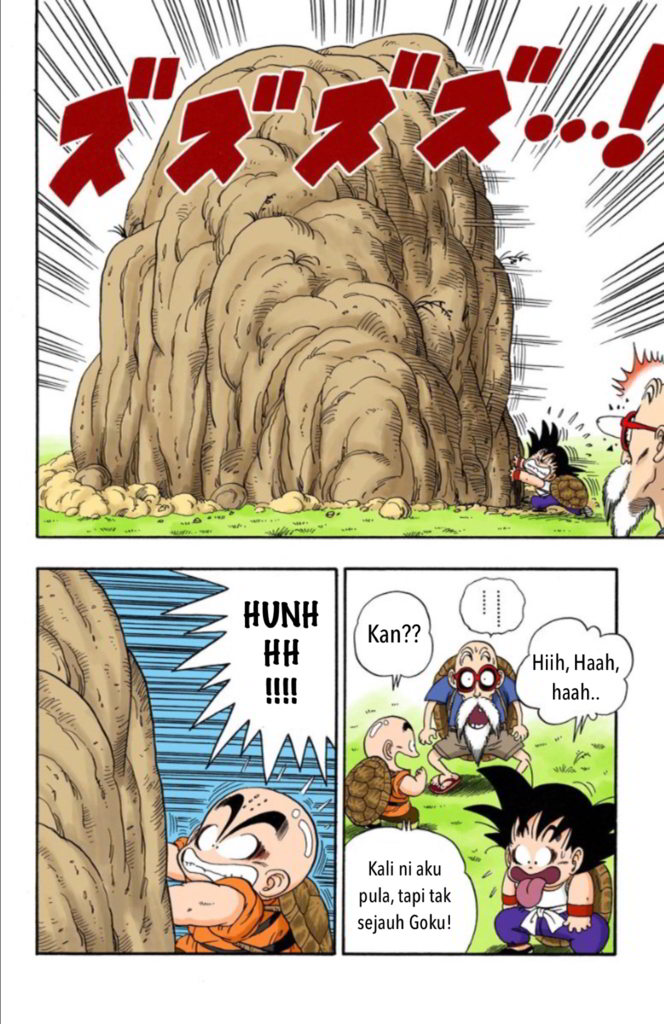 ズズズズ…!
Kan??
Hiih, Haah,
haah..
Kali ni aku
pula, tapi tak
sejauh Goku!
HUNH
HH
!!!!